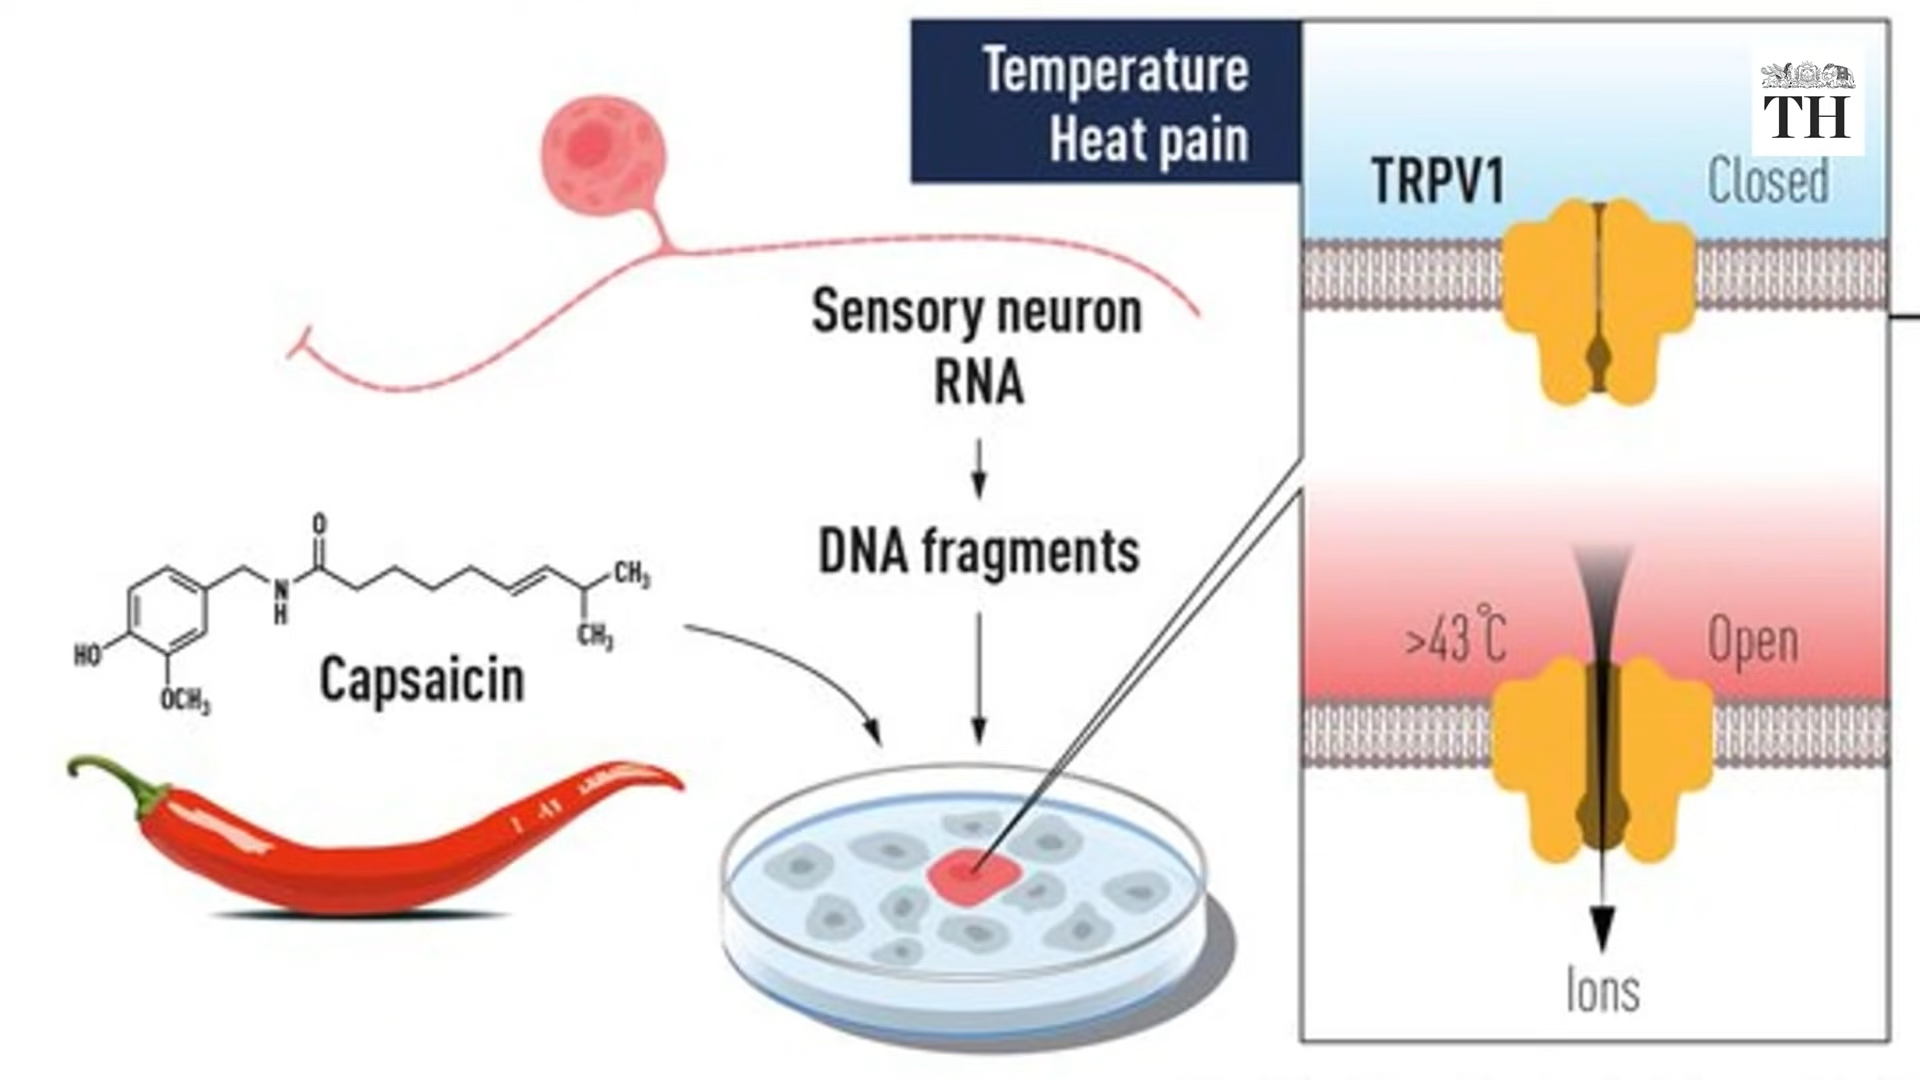 Temperature
Heat pain
TH
TRPV1
Closed
Sensory neuron
RNA
DNA fragments
O
N
H
CH₃
CH₃
HO
OCH₃
Capsaicin
>43°C
Open
Ions